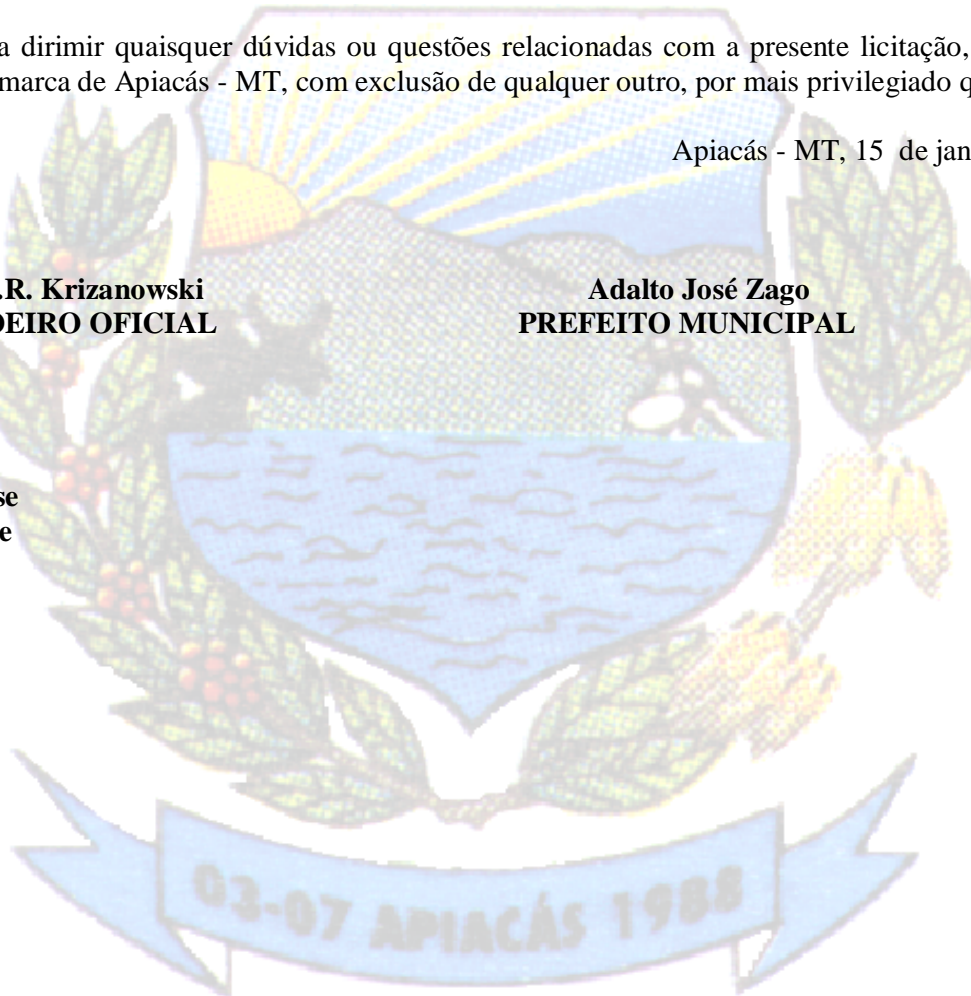 a dirimir quaisquer dúvidas ou questões relacionadas com a presente licitação,
marca de Apiacás - MT, com exclusão de qualquer outro, por mais privilegiado q
Apiacás - MT, 15 de jan
.R. Krizanowski
DEIRO OFICIAL
Adalto José Zago
PREFEITO MUNICIPAL
se
e
03-07 APIACÁS 1988